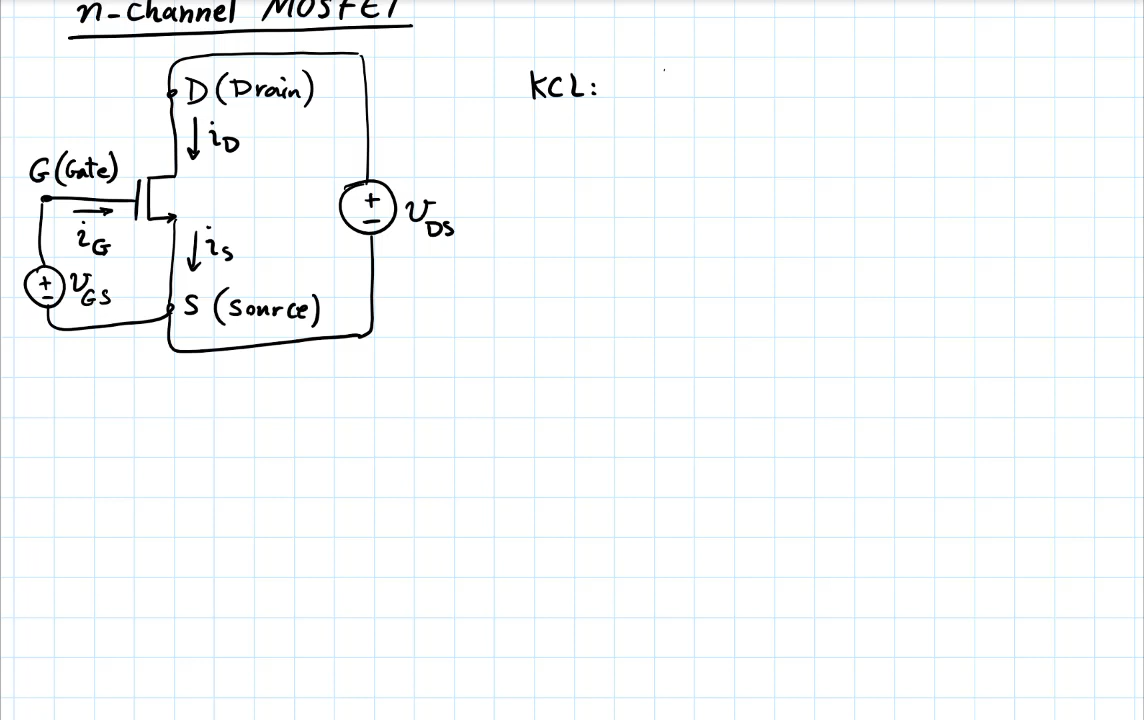 n-Channel MOSFET
D (Drain)
KCL:
i_D
G (Gate)
+
-
v_DS
i_G
i_S
+
-
v_GS
S (Source)